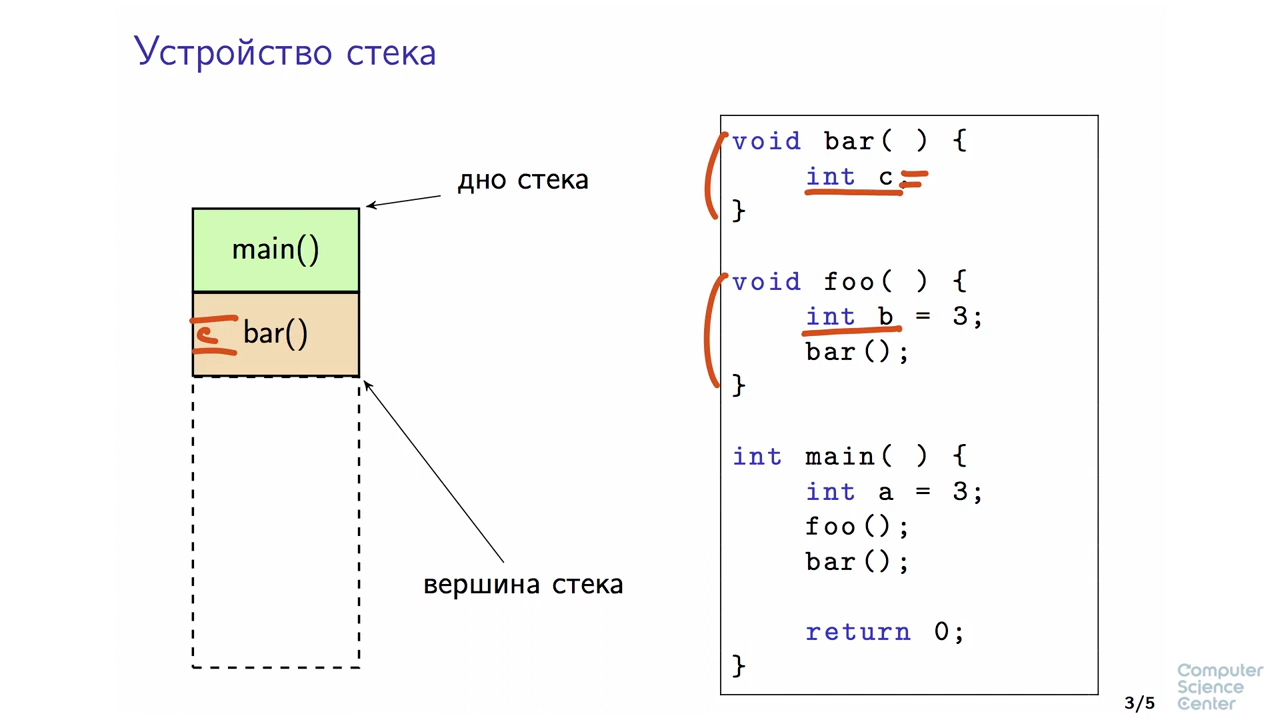 Устройство стека
дно стека
main()
c bar()
вершина стека
void bar( ) {
int c;
}
void foo( ) {
int b = 3;
bar();
}
int main( ) {
int a = 3;
foo();
bar();
return 0;
}
3/5
Computer
Science
Center